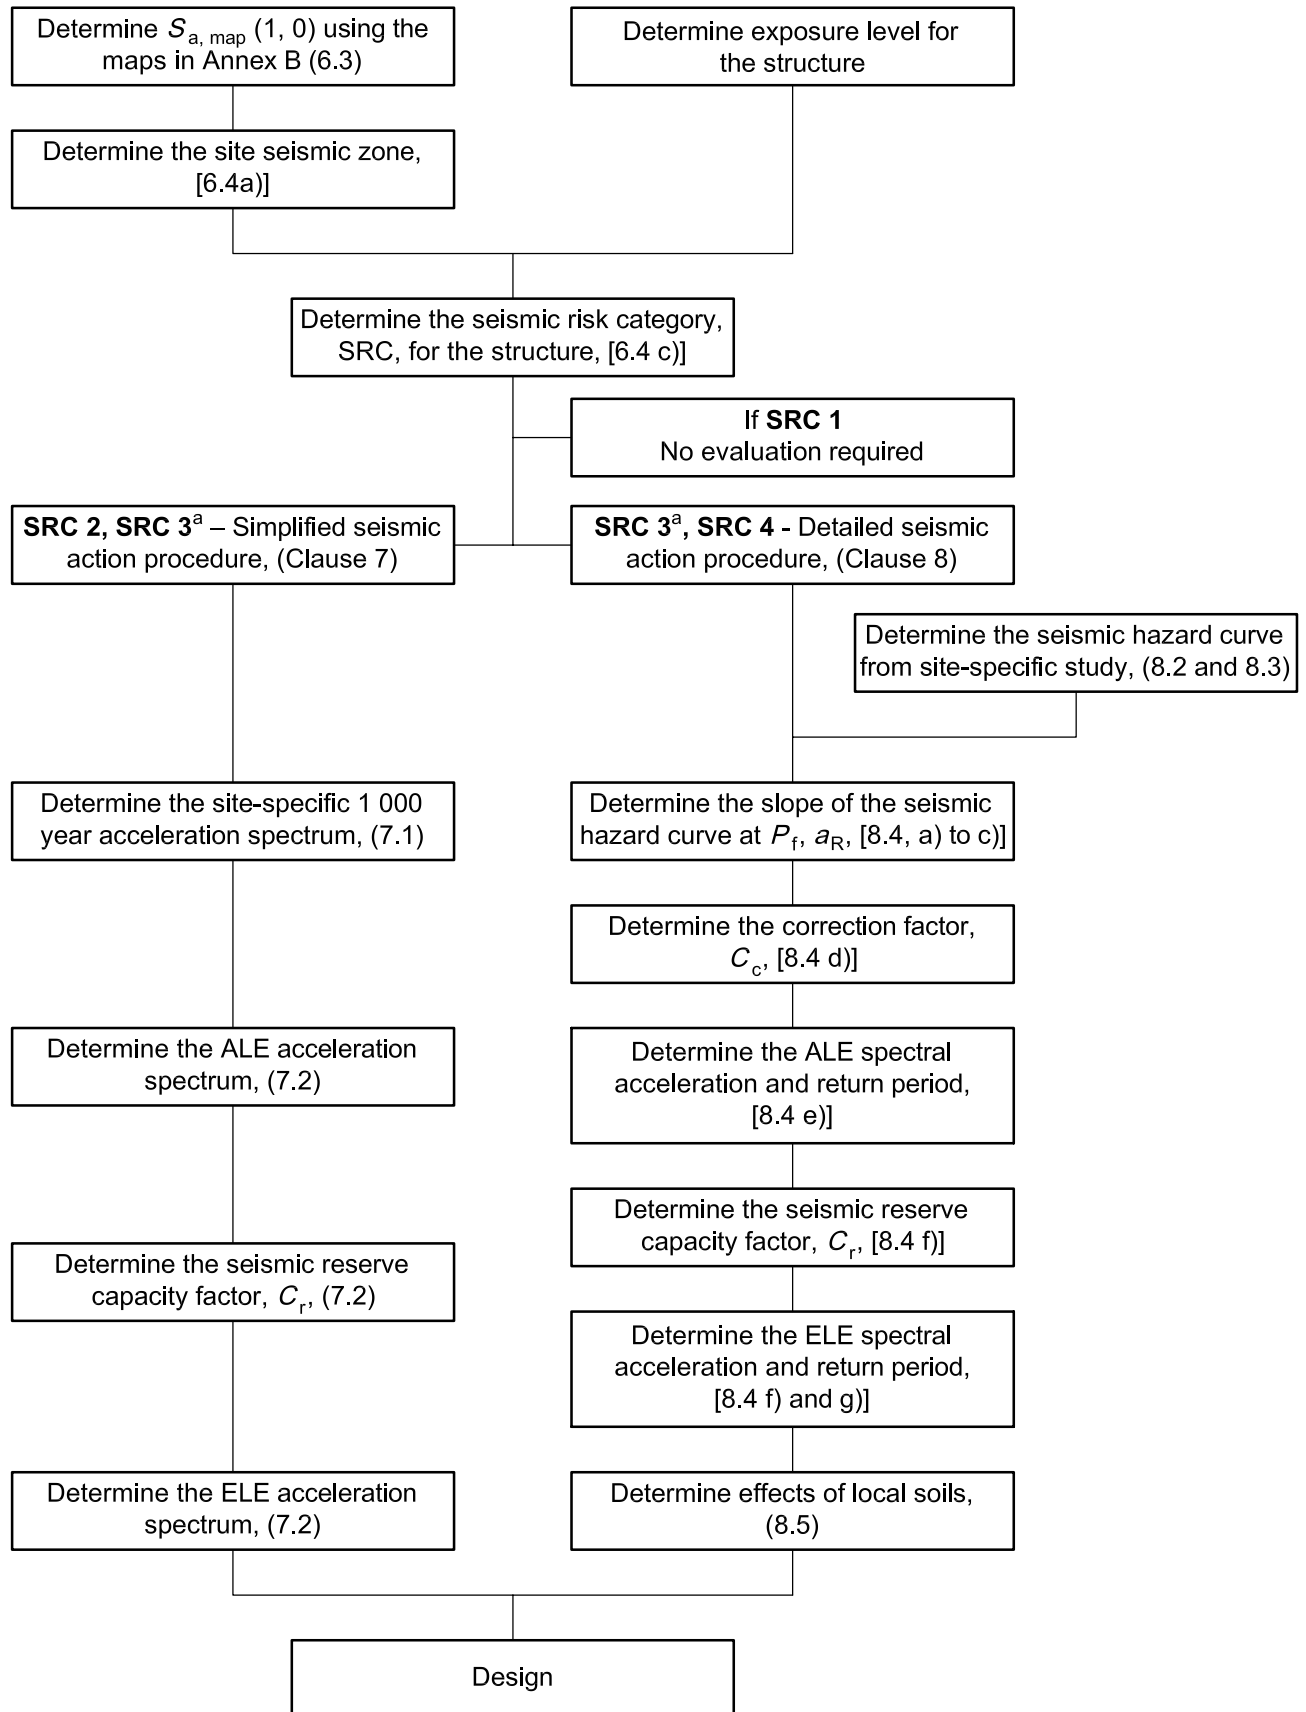 Determine S a, map (1, 0) using the
maps in Annex B (6.3)
Determine exposure level for
the structure
Determine the site seismic zone,
[6.4a)]
Determine the seismic risk category,
SRC, for the structure, [6.4 c)]
If SRC 1
No evaluation required
SRC 2, SRC 3a – Simplified seismic
action procedure, (Clause 7)
SRC 3a, SRC 4 - Detailed seismic
action procedure, (Clause 8)
Determine the seismic hazard curve
from site-specific study, (8.2 and 8.3)
Determine the site-specific 1 000
year acceleration spectrum, (7.1)
Determine the slope of the seismic
hazard curve at Pf, aR, [8.4, a) to c)]
Determine the correction factor,
Cc, [8.4 d)]
Determine the ALE acceleration
spectrum, (7.2)
Determine the ALE spectral
acceleration and return period,
[8.4 e)]
Determine the seismic reserve
capacity factor, Cr, [8.4 f)]
Determine the seismic reserve
capacity factor, Cr, (7.2)
Determine the ELE spectral
acceleration and return period,
[8.4 f) and g)]
Determine the ELE acceleration
spectrum, (7.2)
Determine effects of local soils,
(8.5)
Design